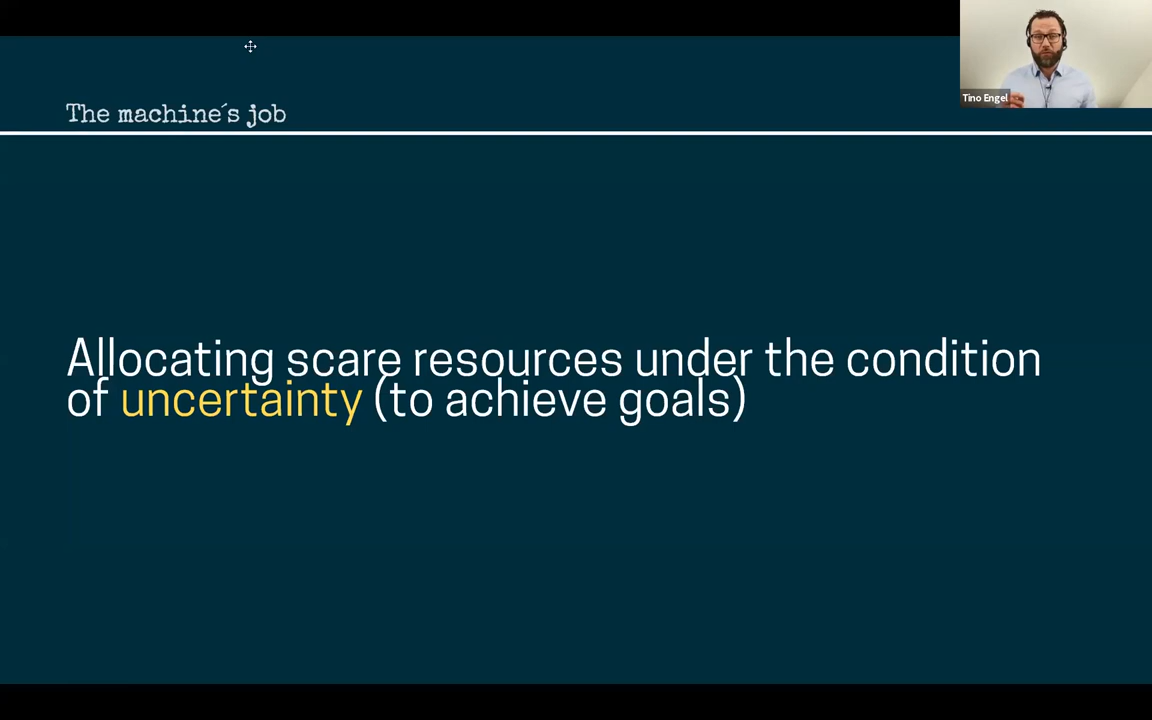 The machine´s job
Tino Engel
Allocating scare resources under the condition
of uncertainty (to achieve goals)